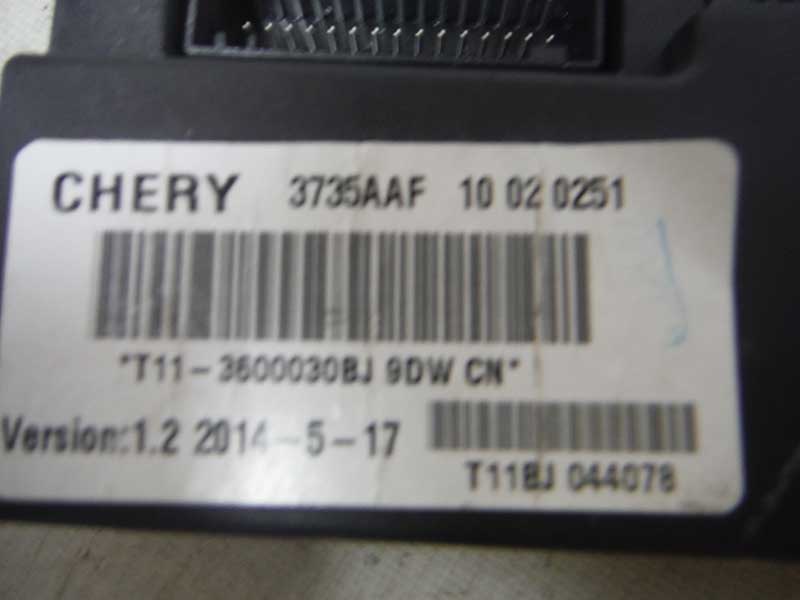 CHERY 3735AAF 10 02 0251
"T11-3600030BJ 9DW CN"
Version:1.2 2014-5-17
T11BJ 044078